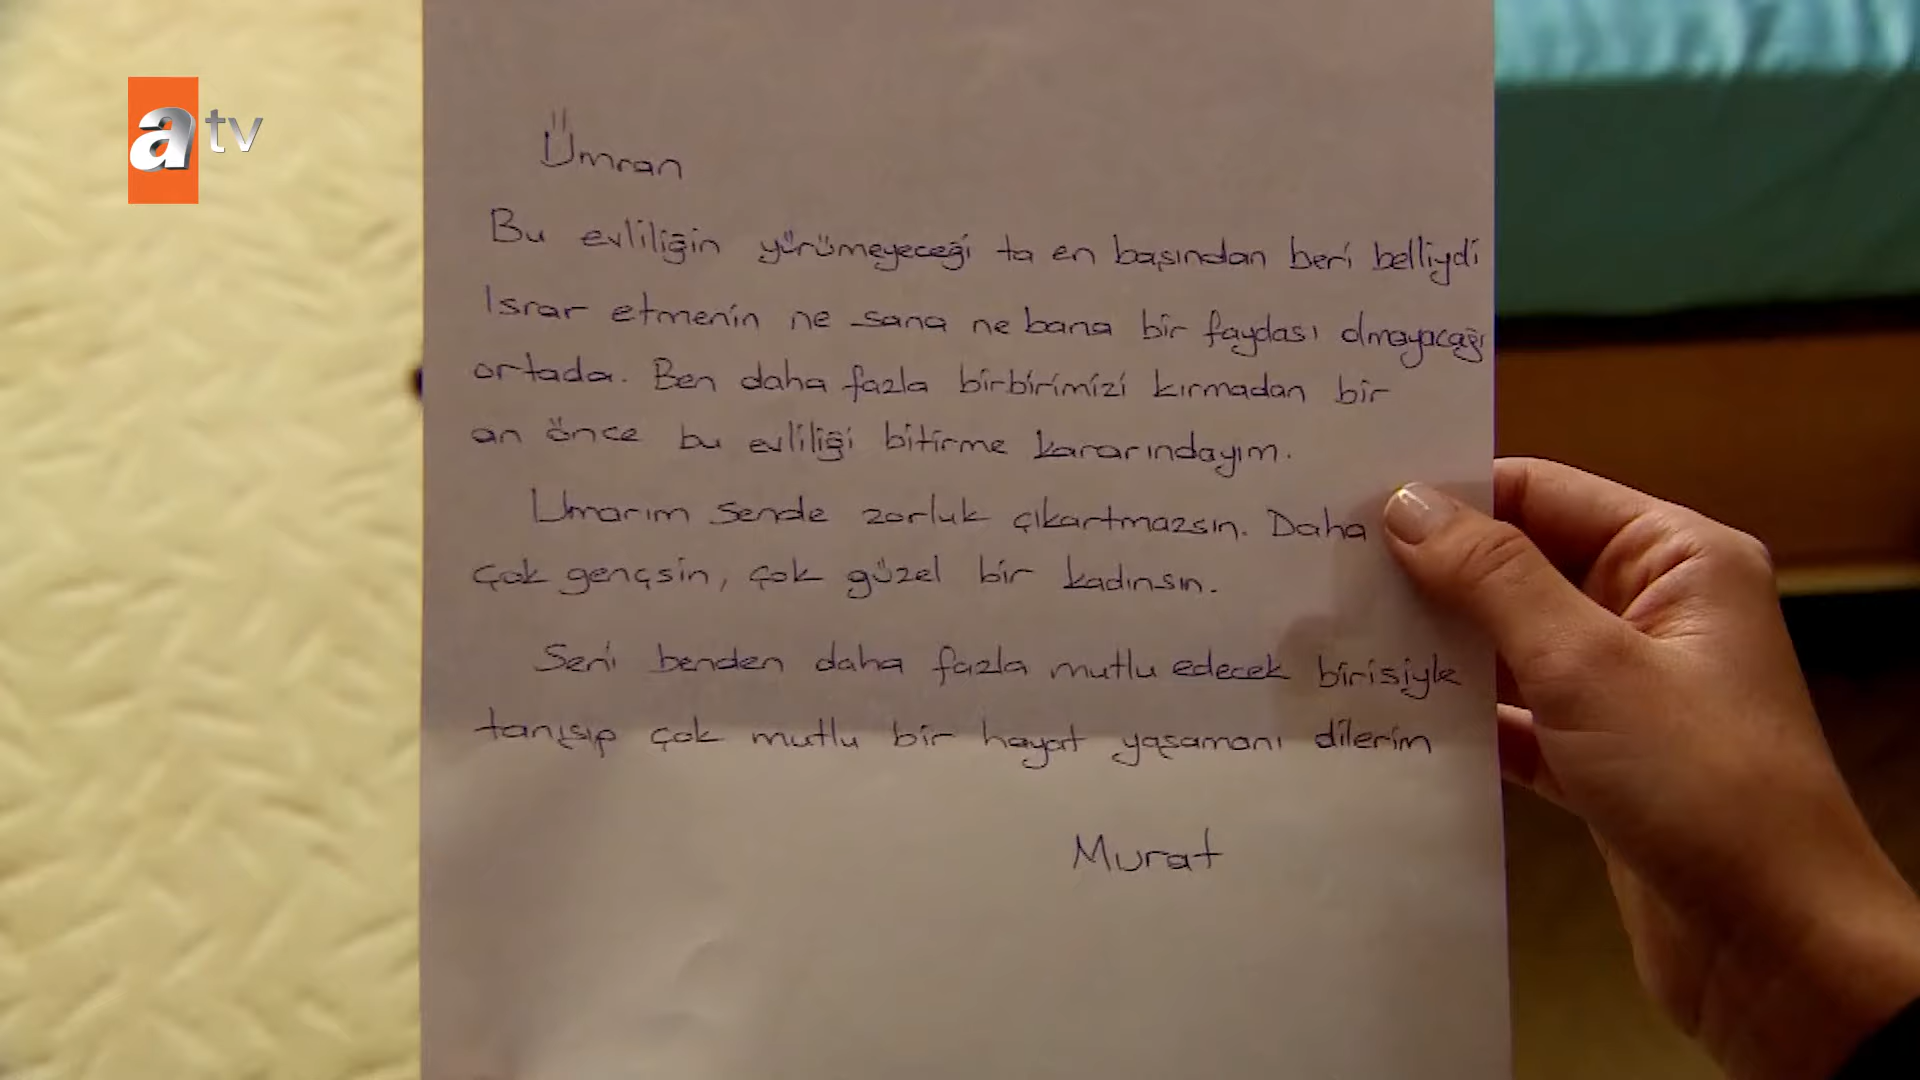 atv
Ümran
Bu evliliğin yürümeyeceği ta en başından beri belliydi
Israr etmenin ne sana ne bana bir faydası olmayacağı
ortada. Ben daha fazla birbirimizi kırmadan bir
an önce bu evliliği bitirme kararındayım.
Umarım sende zorluk çıkartmazsın. Daha
çok gençsin, çok güzel bir kadınsın.
Seni benden daha fazla mutlu edecek birisiyle
tanışıp çok mutlu bir hayat yaşamanı dilerim
Murat